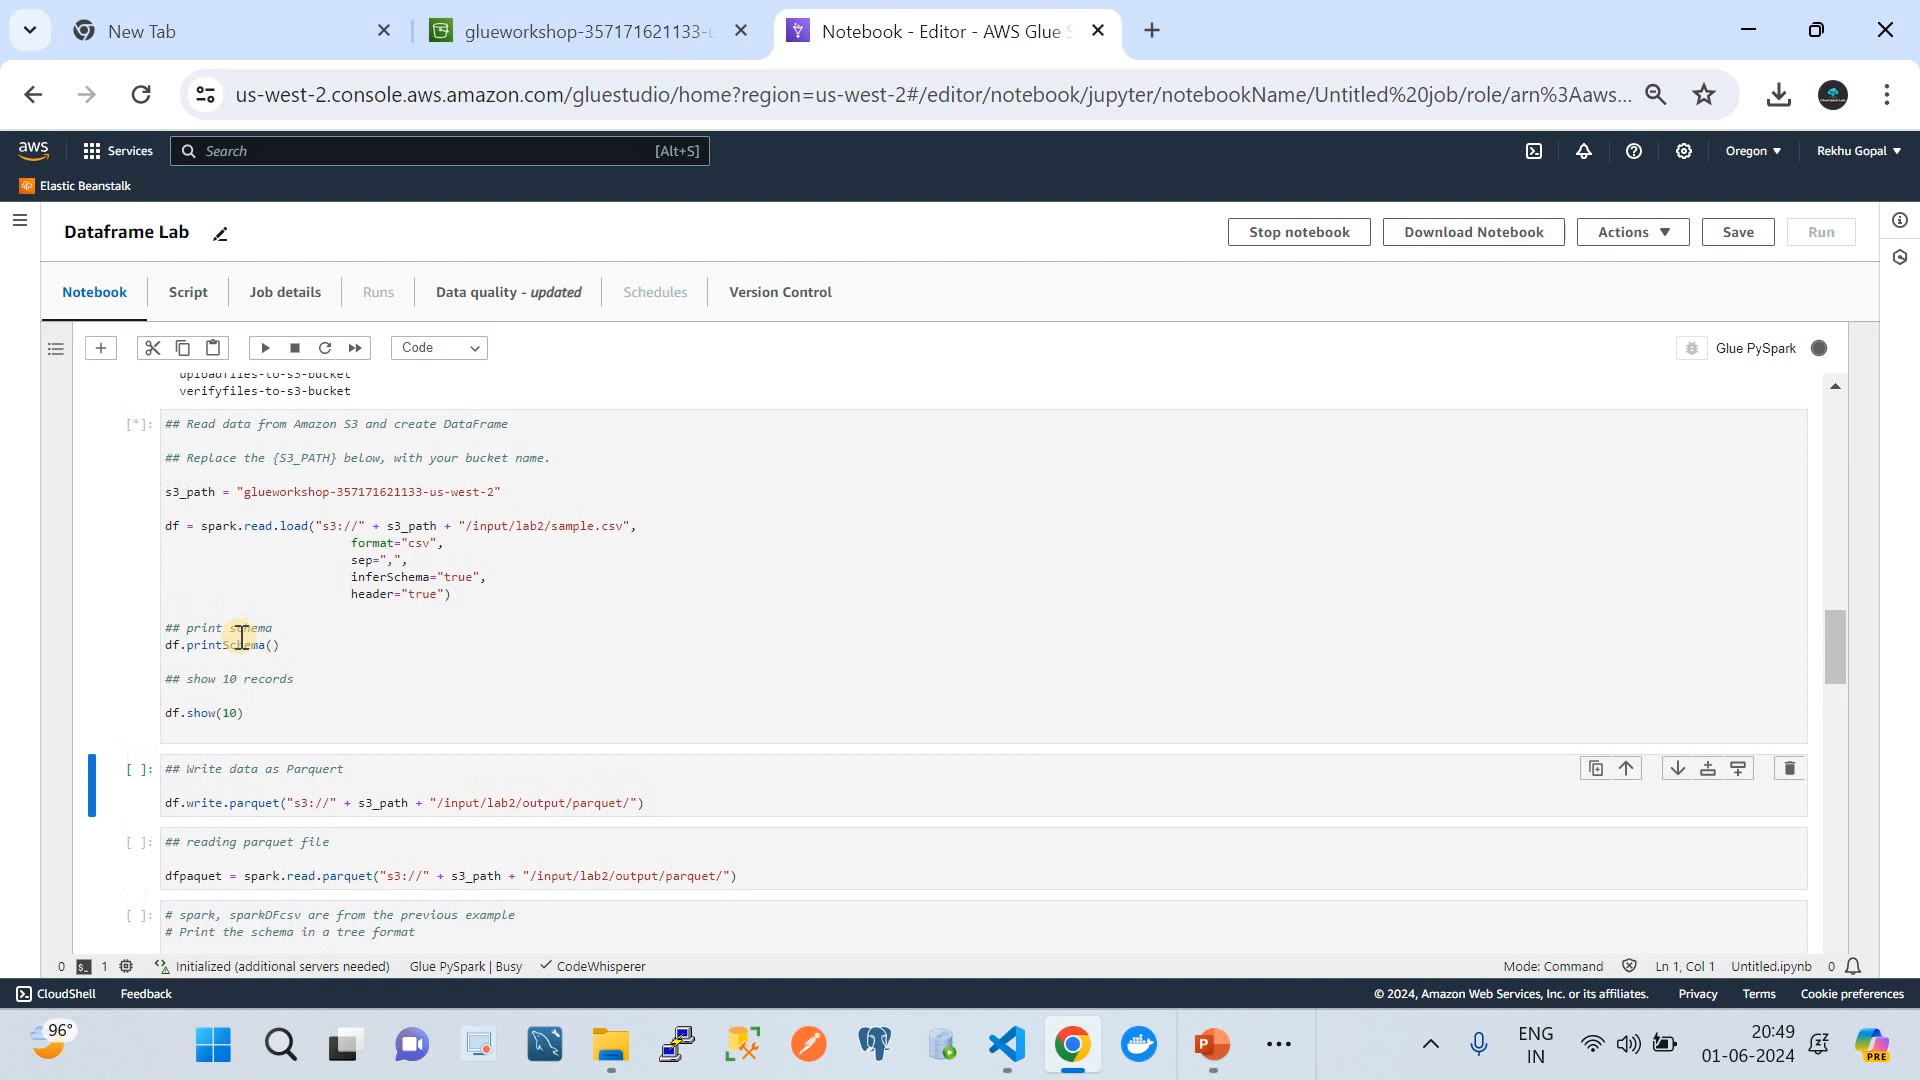 New Tab
glueworkshop-357171621133-u
Notebook - Editor - AWS Glue S
us-west-2.console.aws.amazon.com/gluestudio/home?region=us-west-2#/editor/notebook/jupyter/notebookName/Untitled%20job/role/arn%3Aaws...
aws
Services
Search
[Alt+S]
Oregon
Rekhu Gopal
Elastic Beanstalk
Dataframe Lab
Stop notebook
Download Notebook
Actions
Save
Run
Notebook
Script
Job details
Runs
Data quality - updated
Schedules
Version Control
Code
Glue PySpark
uploadfiles-to-s3-bucket
verifyfiles-to-s3-bucket
[*]: ## Read data from Amazon S3 and create DataFrame
## Replace the {S3_PATH} below, with your bucket name.
s3_path = "glueworkshop-357171621133-us-west-2"
df = spark.read.load("s3://" + s3_path + "/input/lab2/sample.csv",
format="csv",
sep=",",
inferSchema="true",
header="true")
## print schema
df.printSchema()
## show 10 records
df.show(10)
[ ]: ## Write data as Parquert
df.write.parquet("s3://" + s3_path + "/input/lab2/output/parquet/")
[ ]: ## reading parquet file
dfpaquet = spark.read.parquet("s3://" + s3_path + "/input/lab2/output/parquet/")
[ ]: # spark, sparkDFcsv are from the previous example
# Print the schema in a tree format
0
1
Initialized (additional servers needed)
Glue PySpark | Busy
CodeWhisperer
Mode: Command
Ln 1, Col 1
Untitled.ipynb
0
CloudShell
Feedback
© 2024, Amazon Web Services, Inc. or its affiliates.
Privacy
Terms
Cookie preferences
96°
ENG
IN
20:49
01-06-2024
PRE